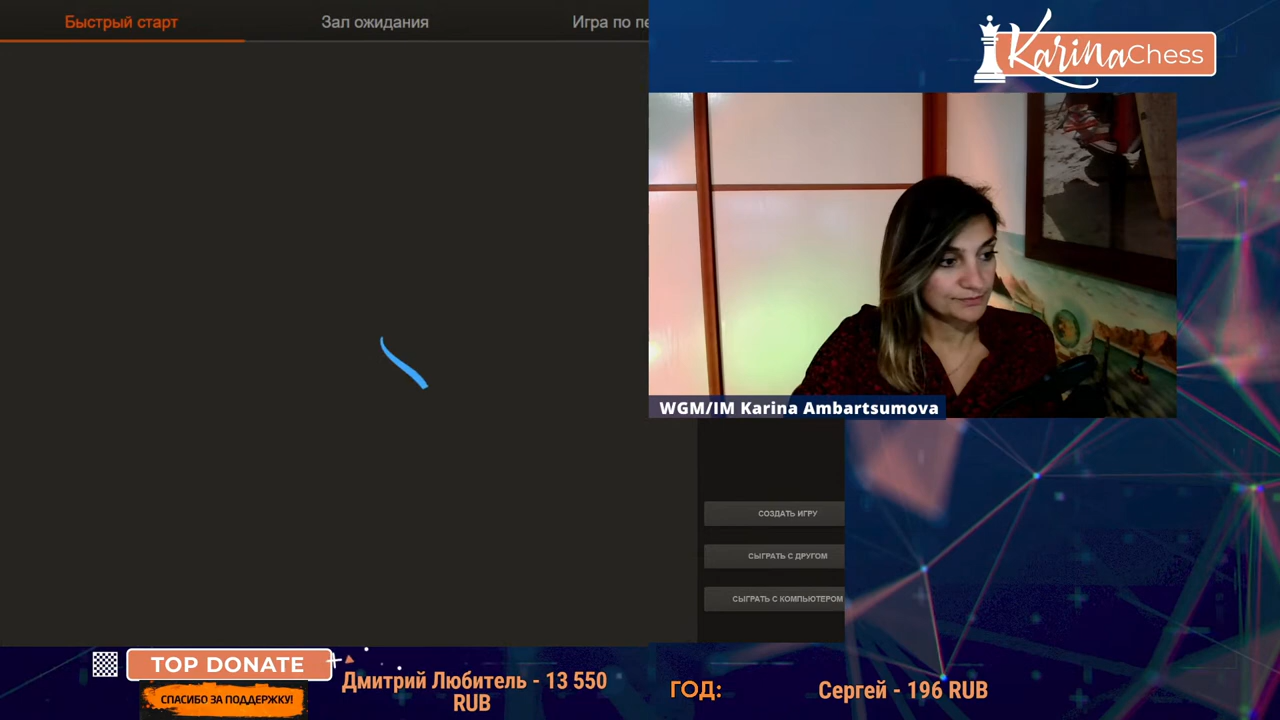 Быстрый старт
Зал ожидания
Игра по пе
KarinaChess
WGM/IM Karina Ambartsumova
СОЗДАТЬ ИГРУ
СЫГРАТЬ С ДРУГОМ
СЫГРАТЬ С КОМПЬЮТЕРОМ
TOP DONATE
СПАСИБО ЗА ПОДДЕРЖКУ!
Дмитрий Любитель - 13 550
RUB
ГОД:
Сергей - 196 RUB